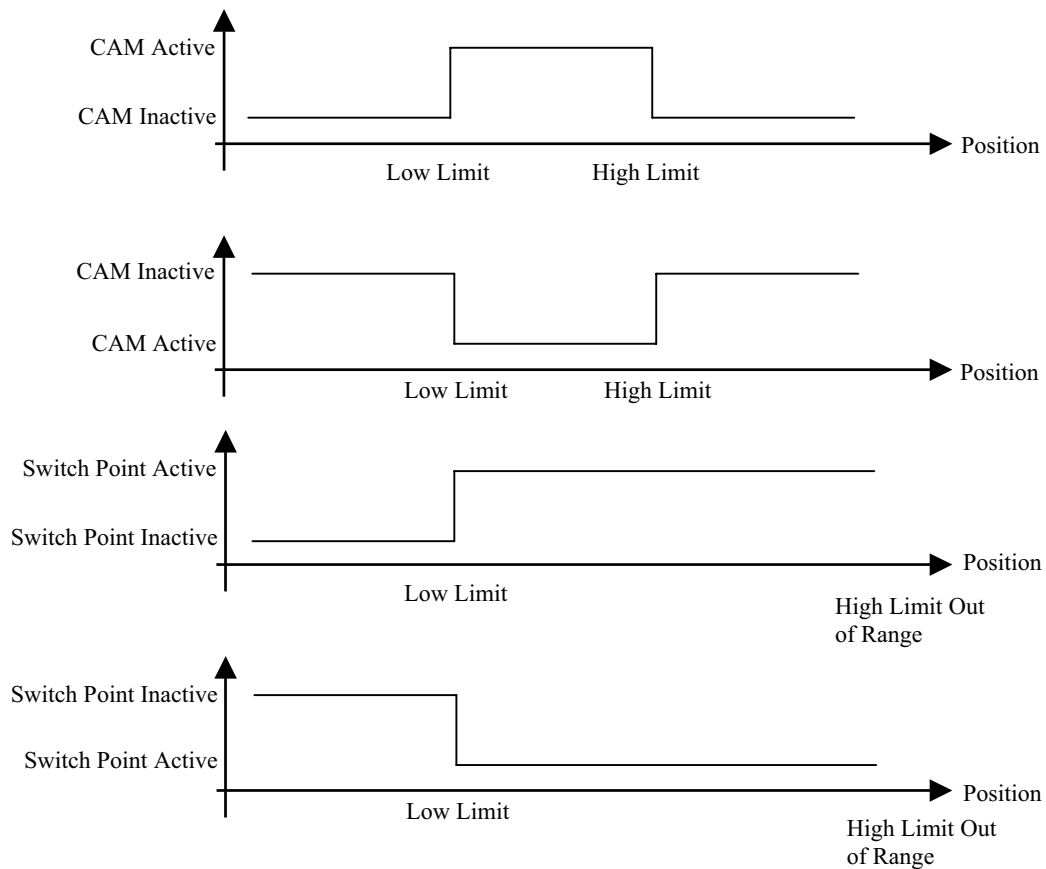 CAM Active
CAM Inactive
Position
Low Limit
High Limit
CAM Inactive
CAM Active
Position
Low Limit
High Limit
Switch Point Active
Switch Point Inactive
Position
Low Limit
High Limit Out
of Range
Switch Point Inactive
Switch Point Active
Position
Low Limit
High Limit Out
of Range